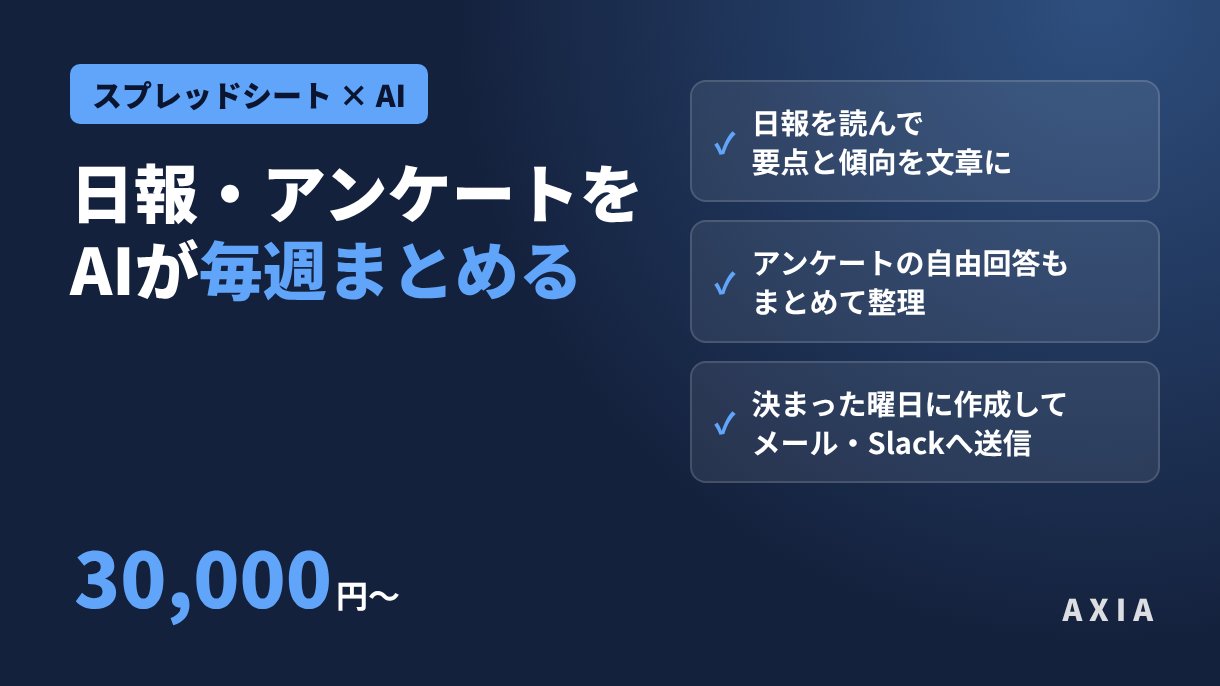 スプレッドシート × AI
日報・アンケートを
AIが毎週まとめる
✓ 日報を読んで
要点と傾向を文章に
✓ アンケートの自由回答も
まとめて整理
✓ 決まった曜日に作成して
メール・Slackへ送信
30,000円〜
AXIA